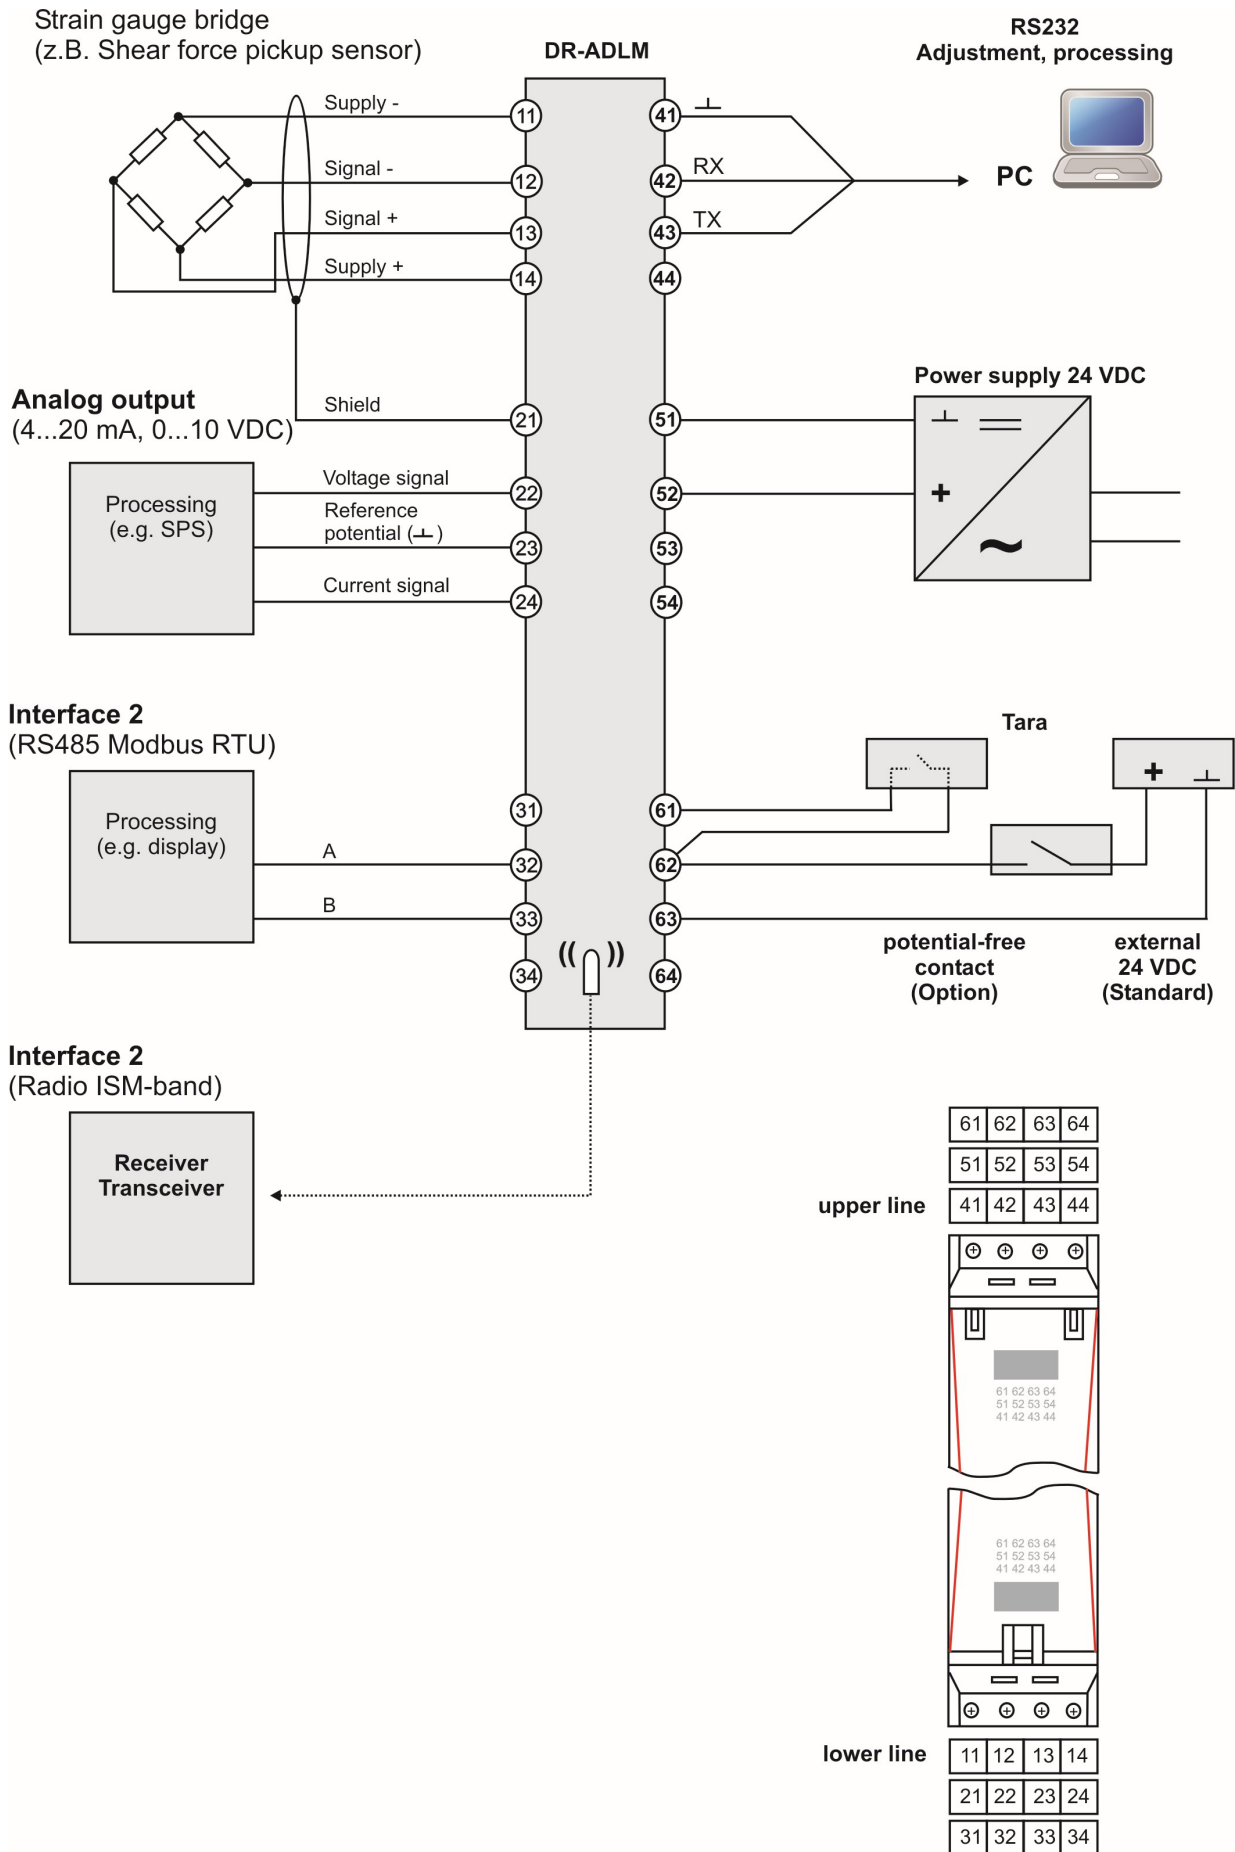 Strain gauge bridge
(z.B. Shear force pickup sensor)
DR-ADLM
RS232
Adjustment, processing
Supply -
11
41
Signal -
12
42
RX
PC
Signal +
13
43
TX
Supply +
14
44
Analog output
(4...20 mA, 0...10 VDC)
Shield
21
51
Power supply 24 VDC
+
~
Processing
(e.g. SPS)
Voltage signal
22
52
Reference
potential ( )
23
53
Current signal
24
54
Interface 2
(RS485 Modbus RTU)
Processing
(e.g. display)
31
A
32
B
33
34
Tara
61
62
63
64
+
potential-free
contact
(Option)
external
24 VDC
(Standard)
(( ))
Interface 2
(Radio ISM-band)
Receiver
Transceiver
61 62 63 64
51 52 53 54
upper line
41 42 43 44
61 62 63 64
51 52 53 54
41 42 43 44
61 62 63 64
51 52 53 54
41 42 43 44
lower line
11 12 13 14
21 22 23 24
31 32 33 34